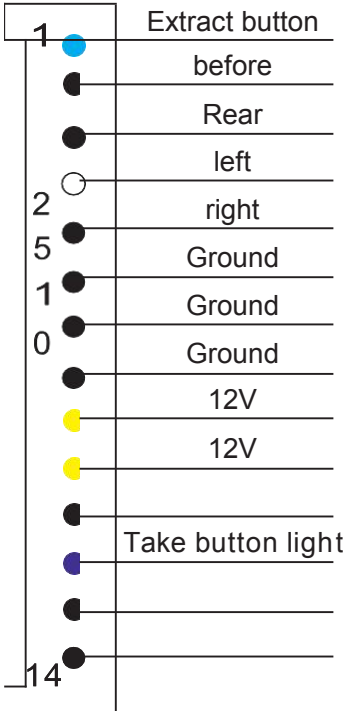 1
Extract button
before
Rear
left
2
right
5
Ground
1
Ground
0
Ground
12V
12V
Take button light
14